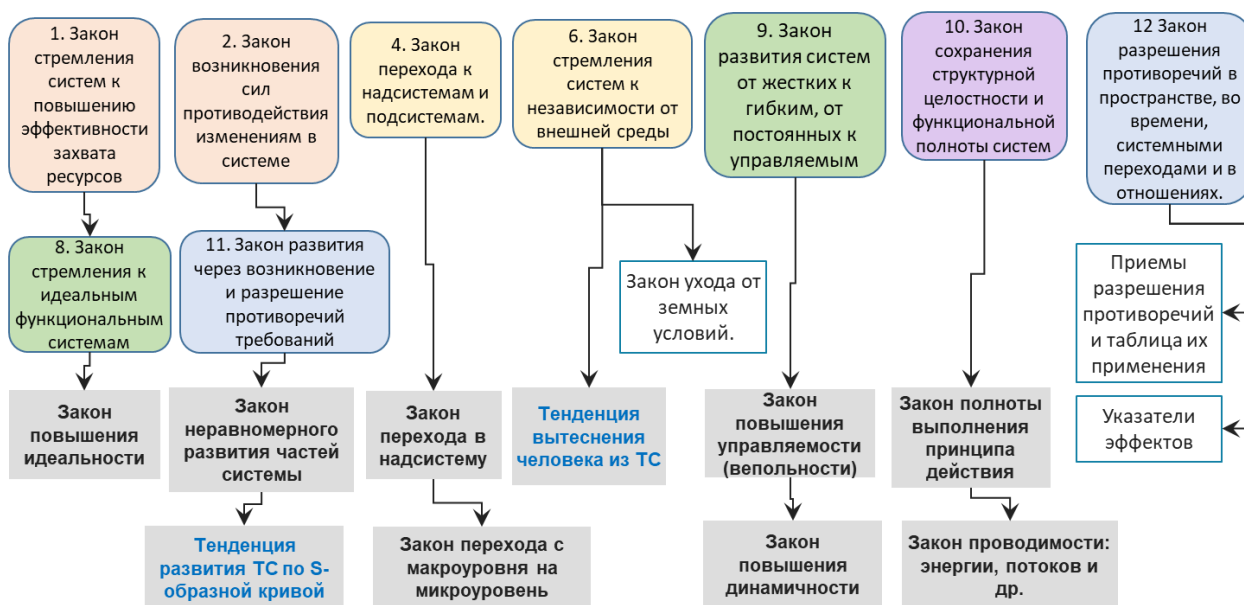 1. Закон
стремления
систем к
повышению
эффективности
захвата
ресурсов
2. Закон
возникновения
сил
противодействия
изменениям в
системе
4. Закон
перехода к
надсистемам и
подсистемам.
6. Закон
стремления
систем к
независимости от
внешней среды
9. Закон
развития систем
от жестких к
гибким, от
постоянных к
управляемым
10. Закон
сохранения
структурной
целостности и
функциональной
полноты систем
12 Закон
разрешения
противоречий в
пространстве, во
времени,
системными
переходами и в
отношениях.
8. Закон
стремления к
идеальным
функциональным
системам
11. Закон развития
через возникновение
и разрешение
противоречий
требований
Закон ухода от
земных
условий.
Приемы
разрешения
противоречий
и таблица их
применения
Закон
повышения
идеальности
Закон
неравномерного
развития частей
системы
Закон
перехода в
надсистему
Тенденция
вытеснения
человека из ТС
Закон
повышения
управляемости
(вепольности)
Закон полноты
выполнения
принципа
действия
Указатели
эффектов
Тенденция
развития ТС по S-
образной кривой
Закон перехода с
макроуровня на
микроуровень
Закон
повышения
динамичности
Закон проводимости:
энергии, потоков и
др.